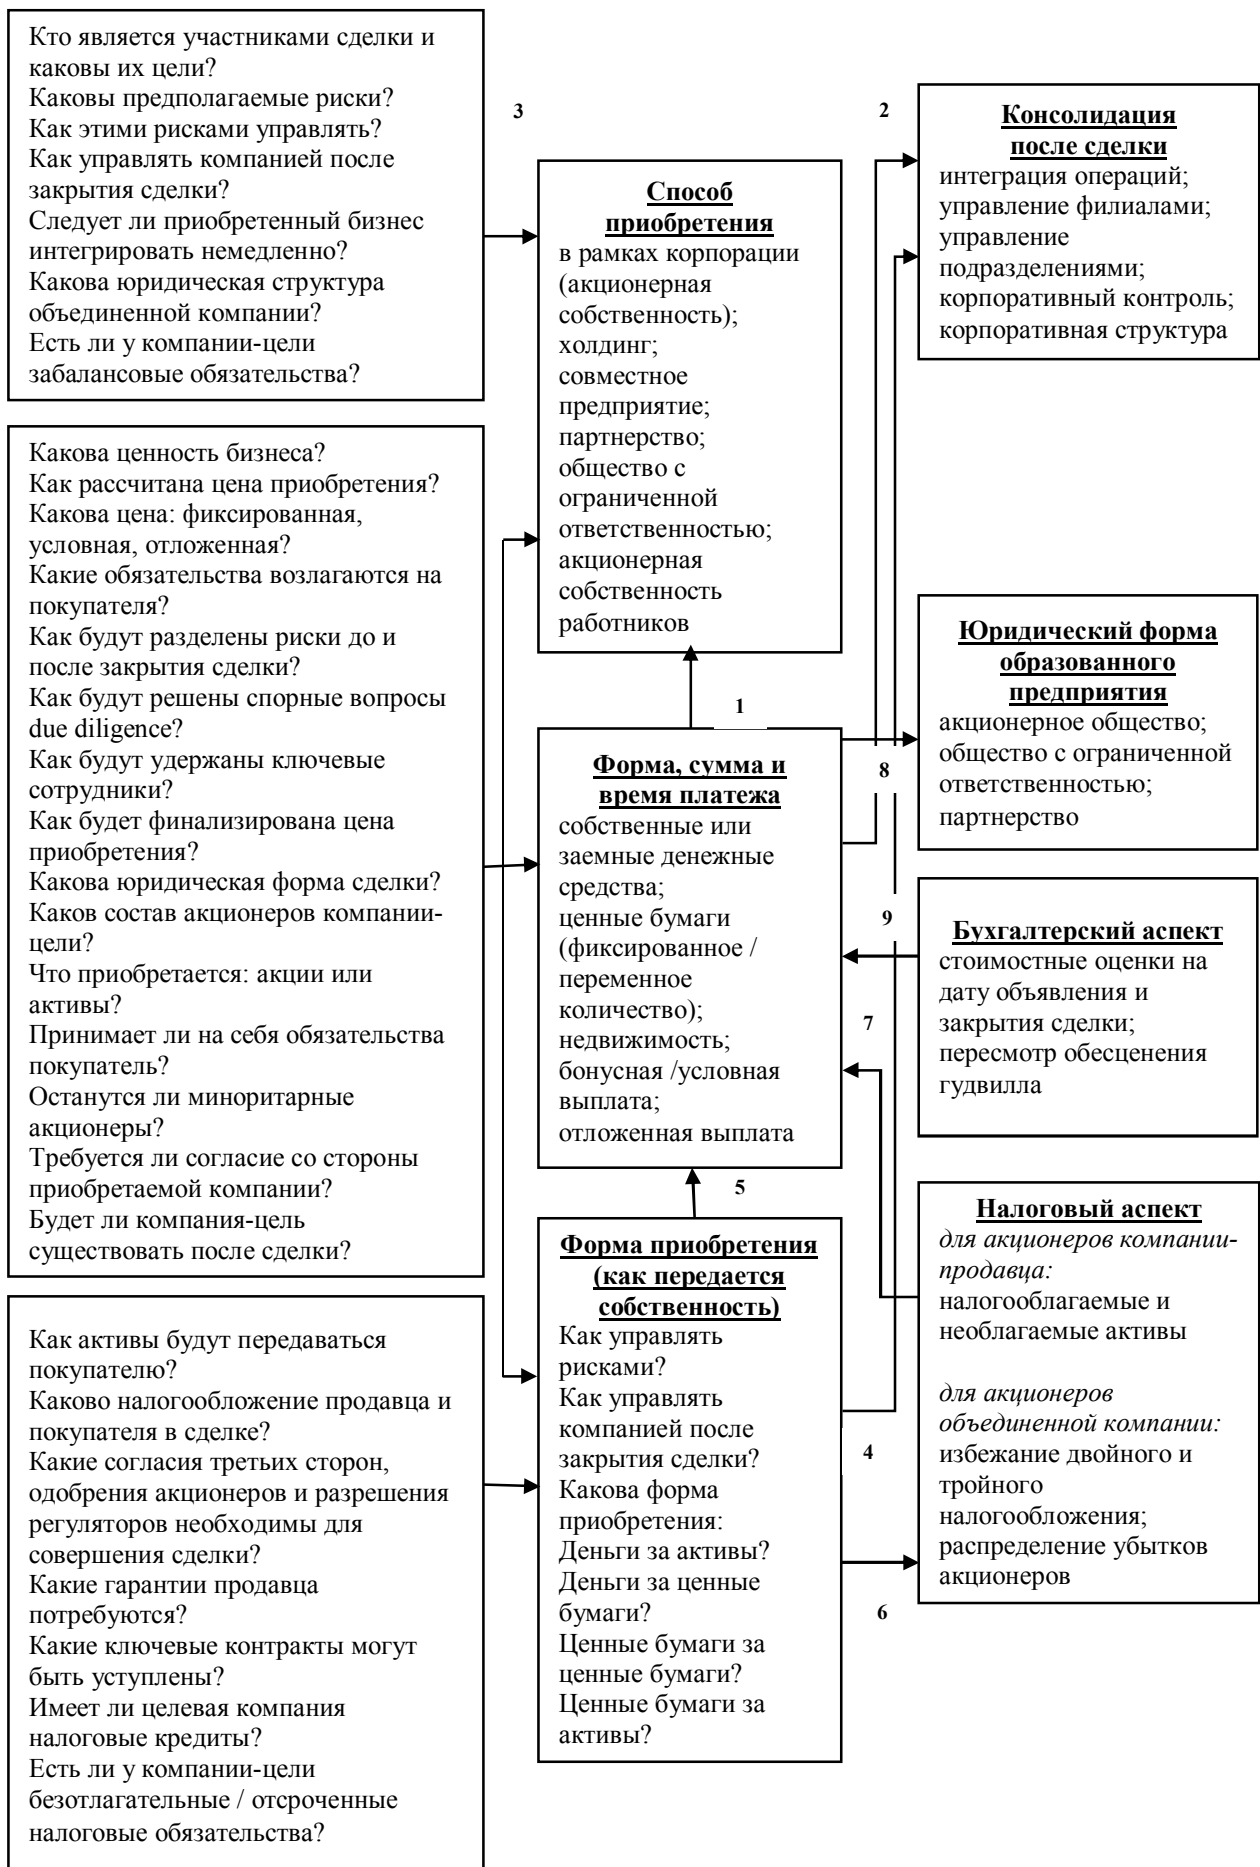 Кто является участниками сделки и
каковы их цели?
Каковы предполагаемые риски?
Как этими рисками управлять?
Как управлять компанией после
закрытия сделки?
Следует ли приобретенный бизнес
интегрировать немедленно?
Какова юридическая структура
объединенной компании?
Есть ли у компании-цели
забалансовые обязательства?
Какова ценность бизнеса?
Как рассчитана цена приобретения?
Какова цена: фиксированная,
условная, отложенная?
Какие обязательства возлагаются на
покупателя?
Как будут разделены риски до и
после закрытия сделки?
Как будут решены спорные вопросы
due diligence?
Как будут удержаны ключевые
сотрудники?
Как будет финализирована цена
приобретения?
Какова юридическая форма сделки?
Каков состав акционеров компании-
цели?
Что приобретается: акции или
активы?
Принимает ли на себя обязательства
покупатель?
Останутся ли миноритарные
акционеры?
Требуется ли согласие со стороны
приобретаемой компании?
Будет ли компания-цель
существовать после сделки?
Как активы будут передаваться
покупателю?
Каково налогообложение продавца и
покупателя в сделке?
Какие согласия третьих сторон,
одобрения акционеров и разрешения
регуляторов необходимы для
совершения сделки?
Какие гарантии продавца
потребуются?
Какие ключевые контракты могут
быть уступлены?
Имеет ли целевая компания
налоговые кредиты?
Есть ли у компании-цели
безотлагательные / отсроченные
налоговые обязательства?
3
Способ
приобретения
в рамках корпорации
(акционерная
собственность);
холдинг;
совместное
предприятие;
партнерство;
общество с
ограниченной
ответственностью;
акционерная
собственность
работников
1
Форма, сумма и
время платежа
собственные или
заемные денежные
средства;
ценные бумаги
(фиксированное /
переменное
количество);
недвижимость;
бонусная /условная
выплата;
отложенная выплата
5
Форма приобретения
(как передается
собственность)
Как управлять
рисками?
Как управлять
компанией после
закрытия сделки?
Какова форма
приобретения:
Деньги за активы?
Деньги за ценные
бумаги?
Ценные бумаги за
ценные бумаги?
Ценные бумаги за
активы?
2
Консолидация
после сделки
интеграция операций;
управление филиалами;
управление
подразделениями;
корпоративный контроль;
корпоративная структура
8
Юридический форма
образованного
предприятия
акционерное общество;
общество с ограниченной
ответственностью;
партнерство
9
Бухгалтерский аспект
стоимостные оценки на
дату объявления и
закрытия сделки;
пересмотр обесценения
гудвилла
7
Налоговый аспект
для акционеров компании-
продавца:
налогооблагаемые и
необлагаемые активы
для акционеров
объединенной компании:
избежание двойного и
тройного
налогообложения;
распределение убытков
акционеров
4
6